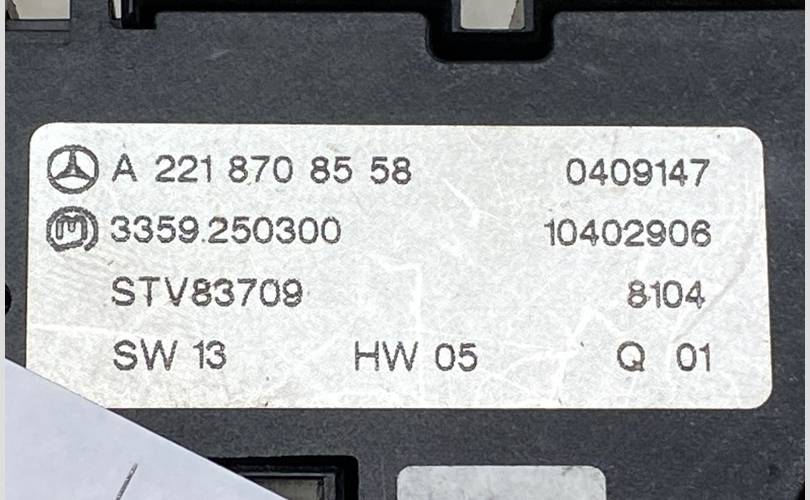 A 221 870 85 58 0409147
3359.250300 10402906
STV83709 8104
SW 13 HW 05 Q 01